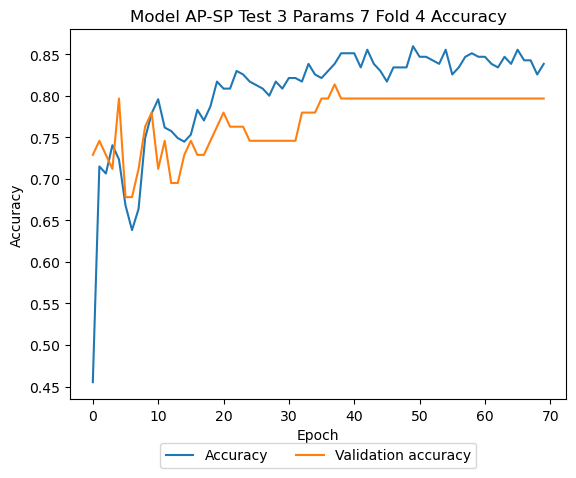 Model AP-SP Test 3 Params 7 Fold 4 Accuracy
0.85
0.80
0.75
0.70
0.65
0.60
0.55
0.50
0.45
Accuracy
0 10 20 30 40 50 60 70
Epoch
Accuracy Validation accuracy